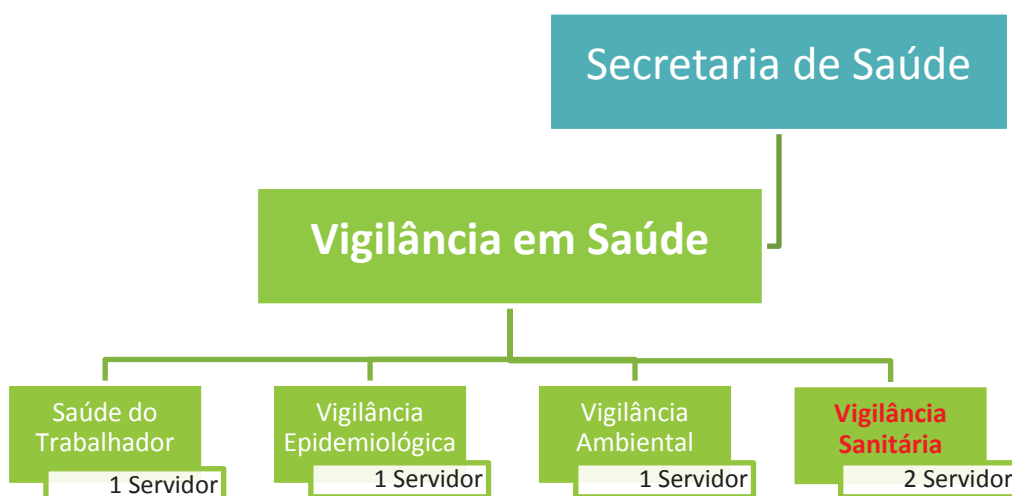 Secretaria de Saúde
Vigilância em Saúde
Saúde do
Trabalhador
1 Servidor
Vigilância
Epidemiológica
1 Servidor
Vigilância
Ambiental
1 Servidor
Vigilância
Sanitária
2 Servidor